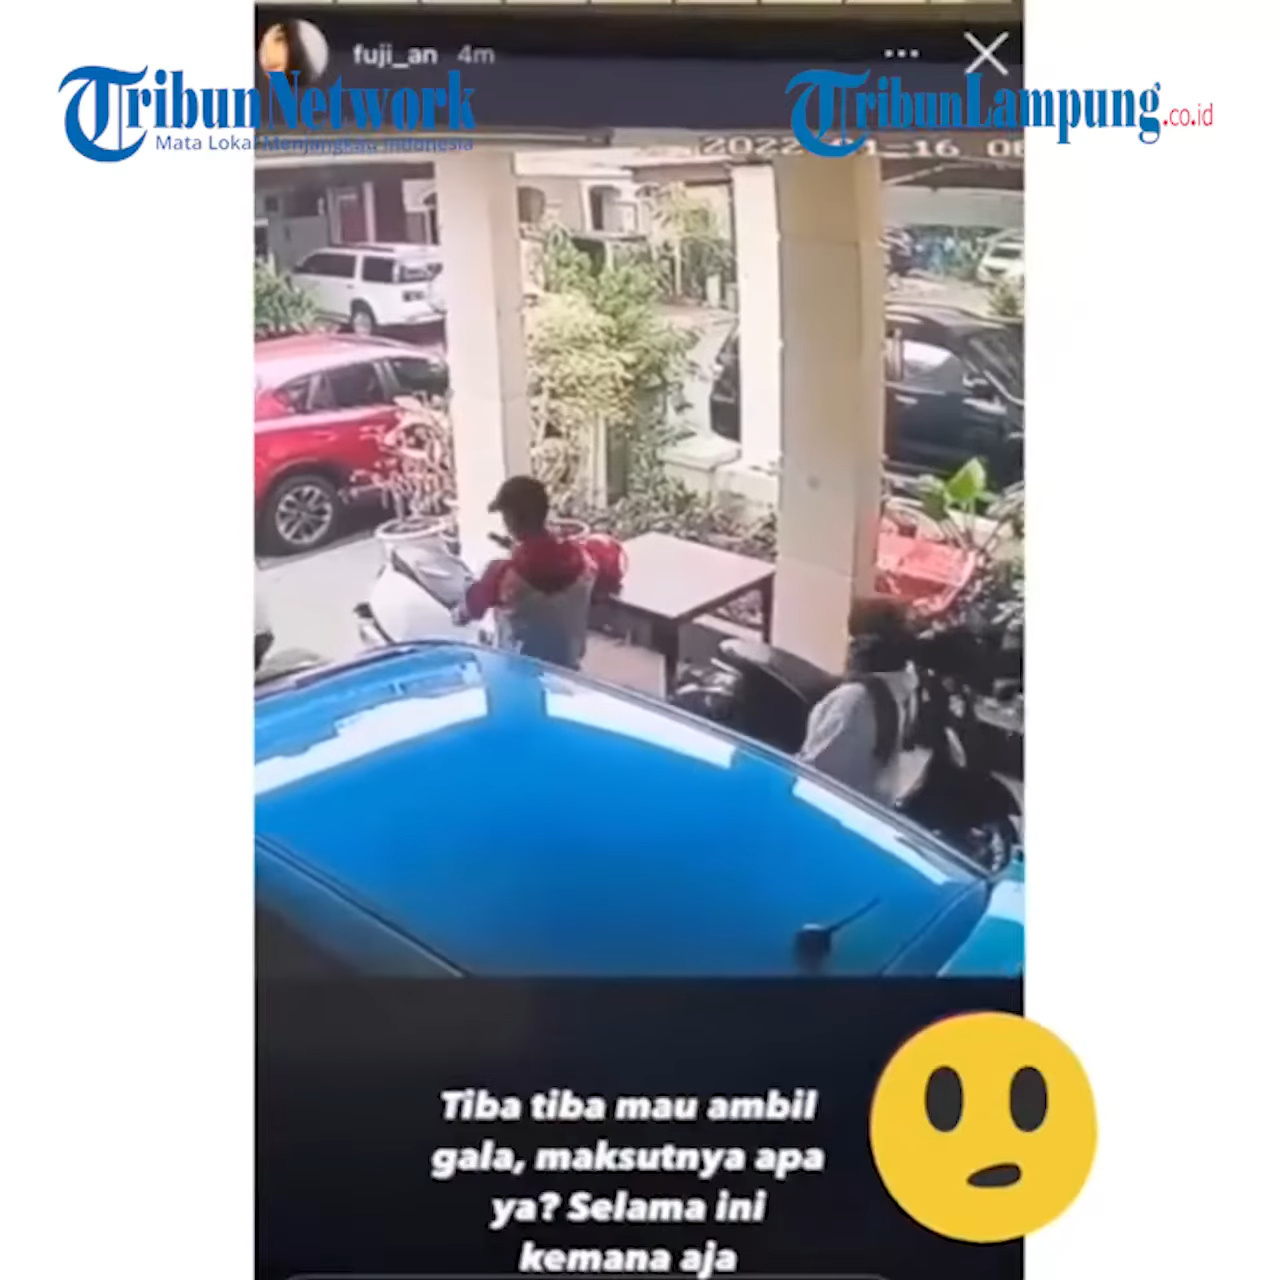 fuji_an 4m
TribunNetwork
Mata Lokal Menjangkau Indonesia
TribunLampung.co.id
Tiba tiba mau ambil
gala, maksutnya apa
ya? Selama ini
kemana aja